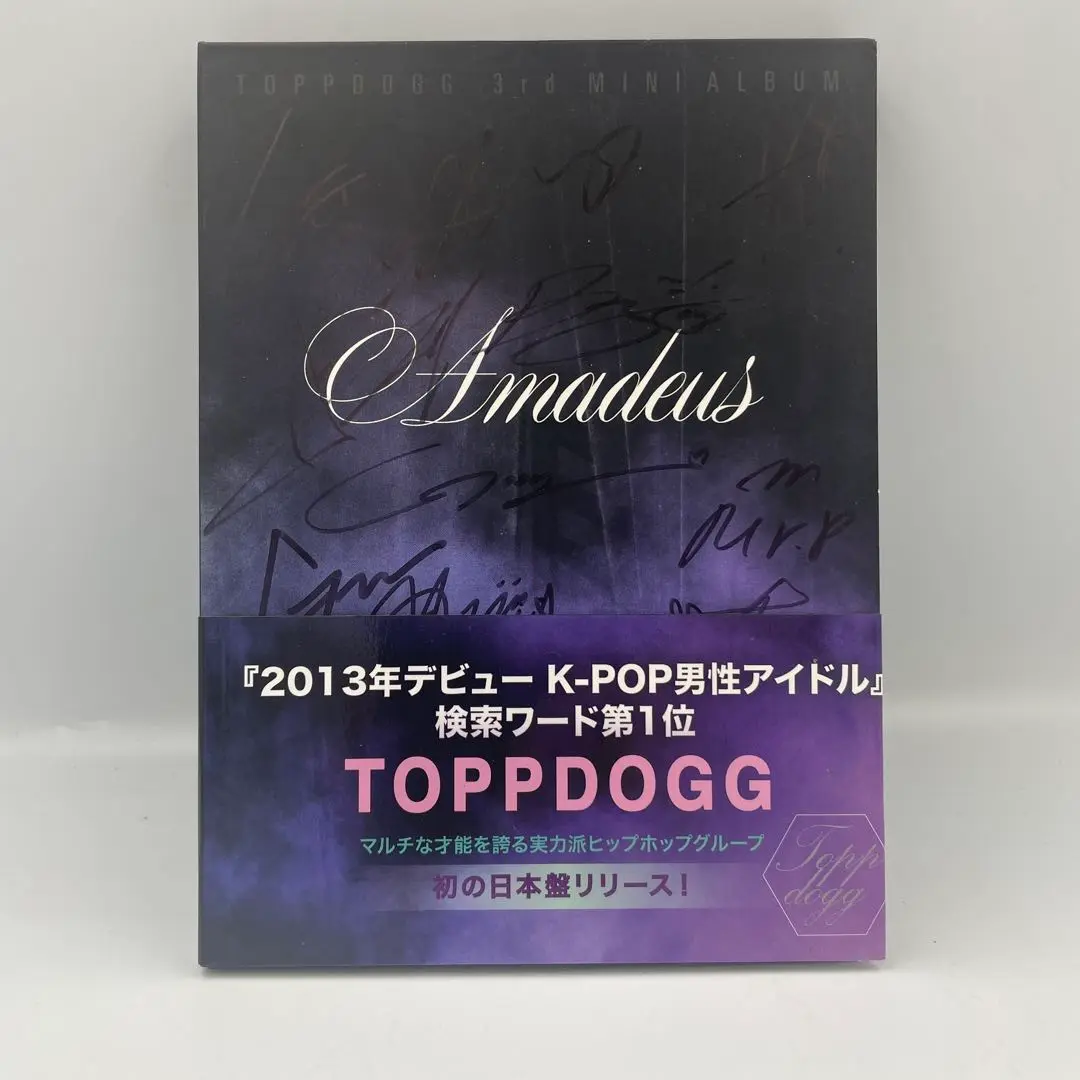 TOPPDOGG 3rd MINI ALBUM
Amadeus
Mr.P
『2013年デビュー K-POP男性アイドル』
検索ワード第1位
TOPPDOGG
マルチな才能を誇る実力派ヒップホップグループ
初の日本盤リリース!
Topp
dogg